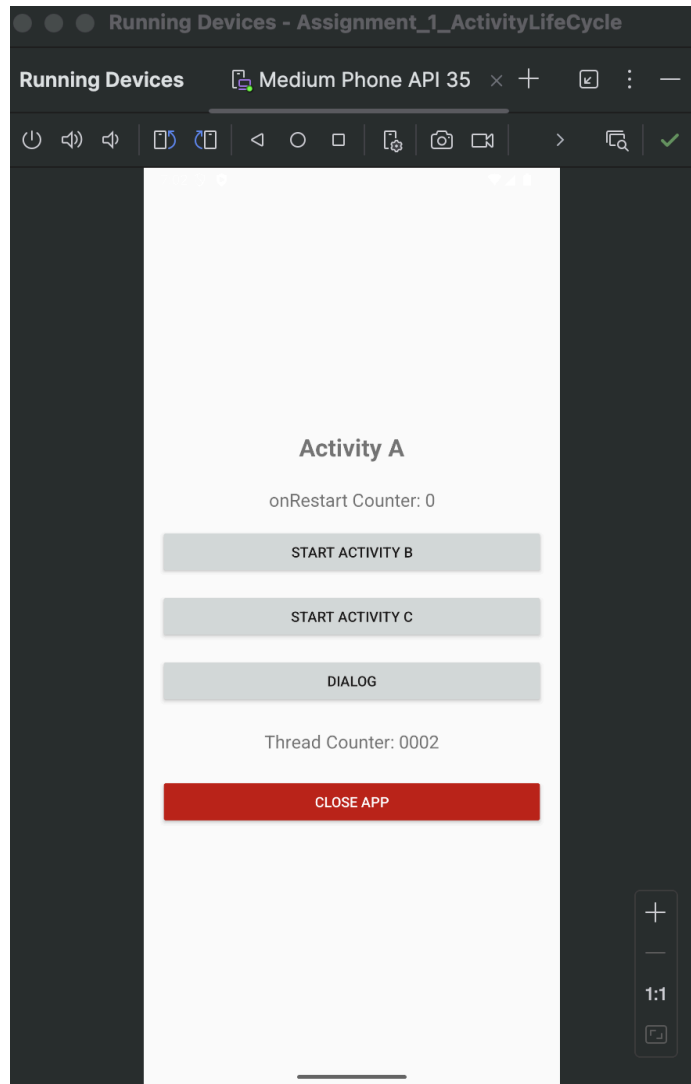 Running Devices - Assignment_1_ActivityLifeCycle
Running Devices Medium Phone API 35
Activity A
onRestart Counter: 0
START ACTIVITY B
START ACTIVITY C
DIALOG
Thread Counter: 0002
CLOSE APP
1:1